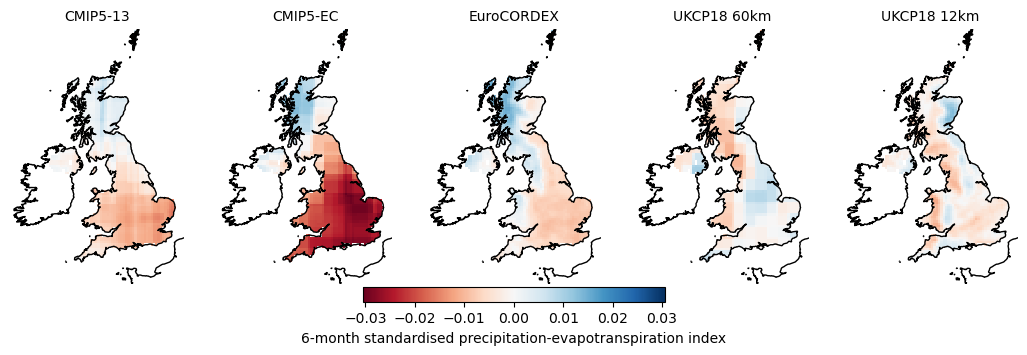 CMIP5-13 CMIP5-EC EuroCORDEX UKCP18 60km UKCP18 12km
−0.03 −0.02 −0.01 0.00 0.01 0.02 0.03
6-month standardised precipitation-evapotranspiration index